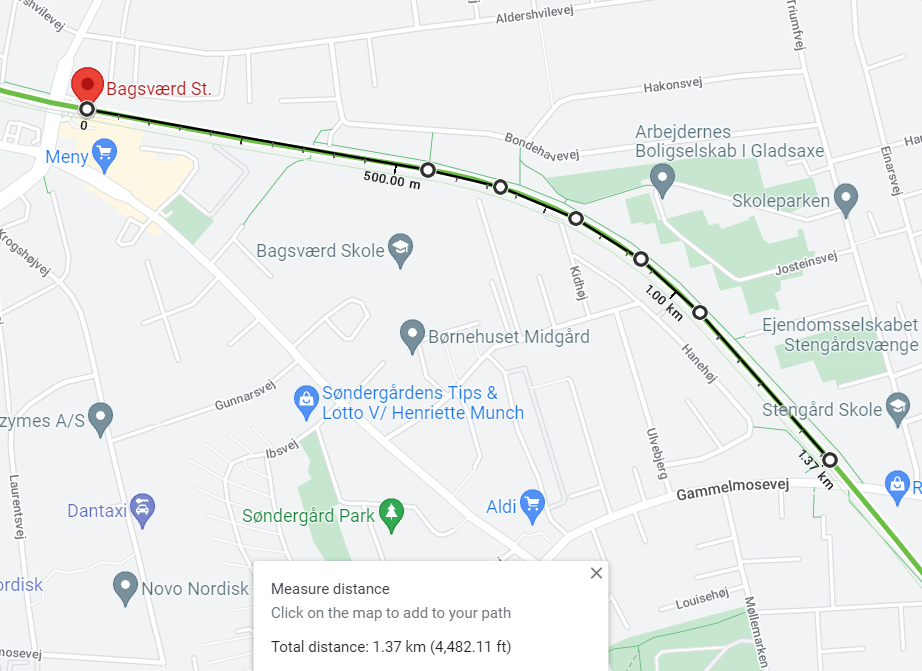 shvilevej
Aldershvilevej
Triumfvej
Bagsværd St.
0
Hakonsvej
Meny
Bondehavevej
Arbejdernes
Boligselskab I Gladsaxe
Einarsvej
500.00 m
Skoleparken
Krogshøjvej
Bagsværd Skole
Kidhøj
Josteinsvej
1.00 km
Ejendomsselskabet
Stengårdsvænge
Børnehuset Midgård
Hanehøj
Gunnarsvej
Søndergårdens Tips &
Lotto V/ Henriette Munch
Stengård Skole
zymes A/S
Ibsvej
Ulvebjerg
1.37 km
Laurentsvej
Gammelmosevej
R
Dantaxi
Søndergård Park
Aldi
ordisk
Novo Nordisk
Louisehøj
Møllemarken
mosevej
Measure distance
Click on the map to add to your path
Total distance: 1.37 km (4,482.11 ft)